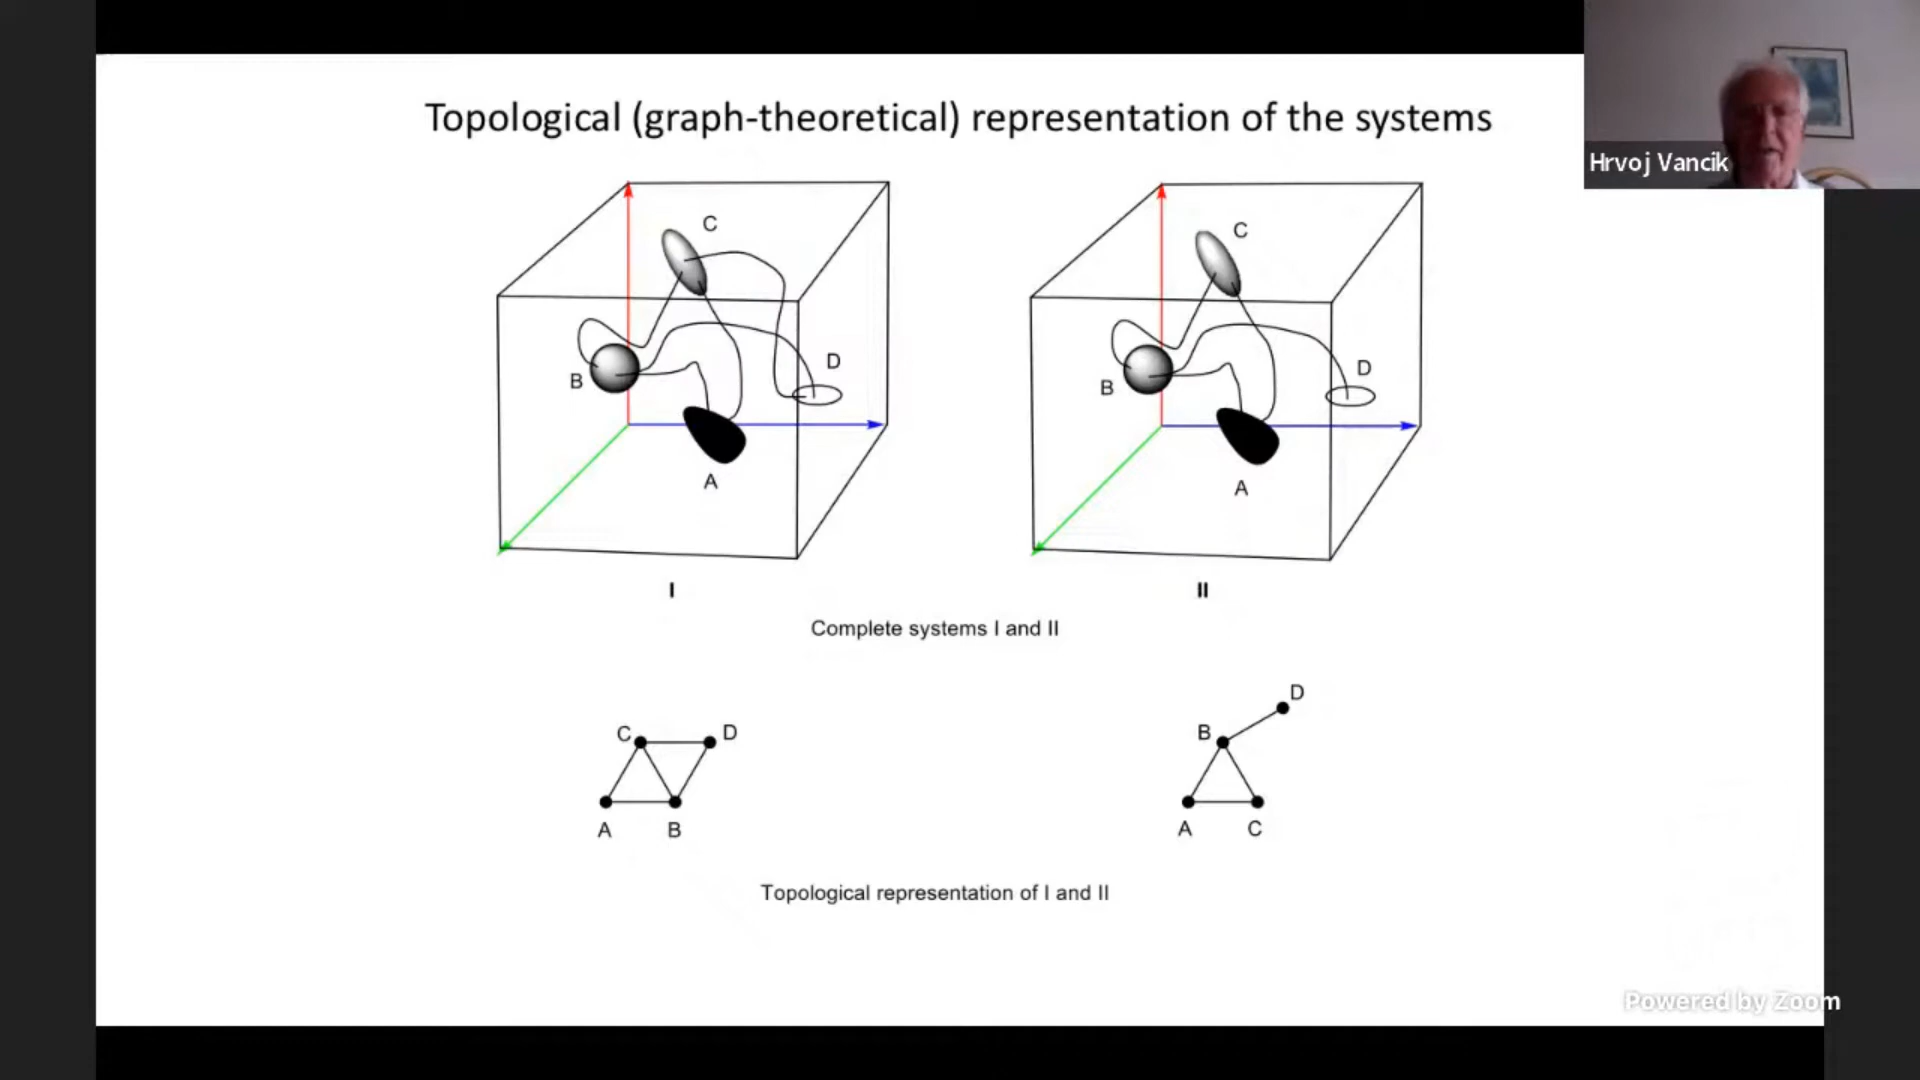 Topological (graph-theoretical) representation of the systems
Hrvoj Vancik
C
D
B
A
I
C
D
B
A
II
Complete systems I and II
C
D
A
B
D
B
A
C
Topological representation of I and II
Powered by Zoom